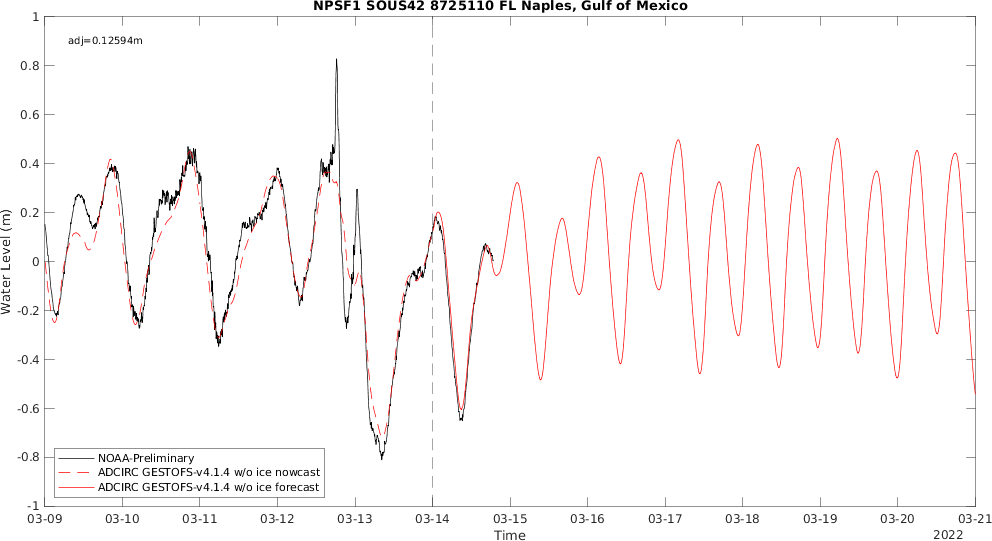 NPSF1 SOUS42 8725110 FL Naples, Gulf of Mexico
adj=0.12594m
Water Level (m)
1
0.8
0.6
0.4
0.2
0
-0.2
-0.4
-0.6
-0.8
-1
NOAA-Preliminary
ADCIRC GESTOFS-v4.1.4 w/o ice nowcast
ADCIRC GESTOFS-v4.1.4 w/o ice forecast
03-09 03-10 03-11 03-12 03-13 03-14 03-15 03-16 03-17 03-18 03-19 03-20 03-21
Time
2022